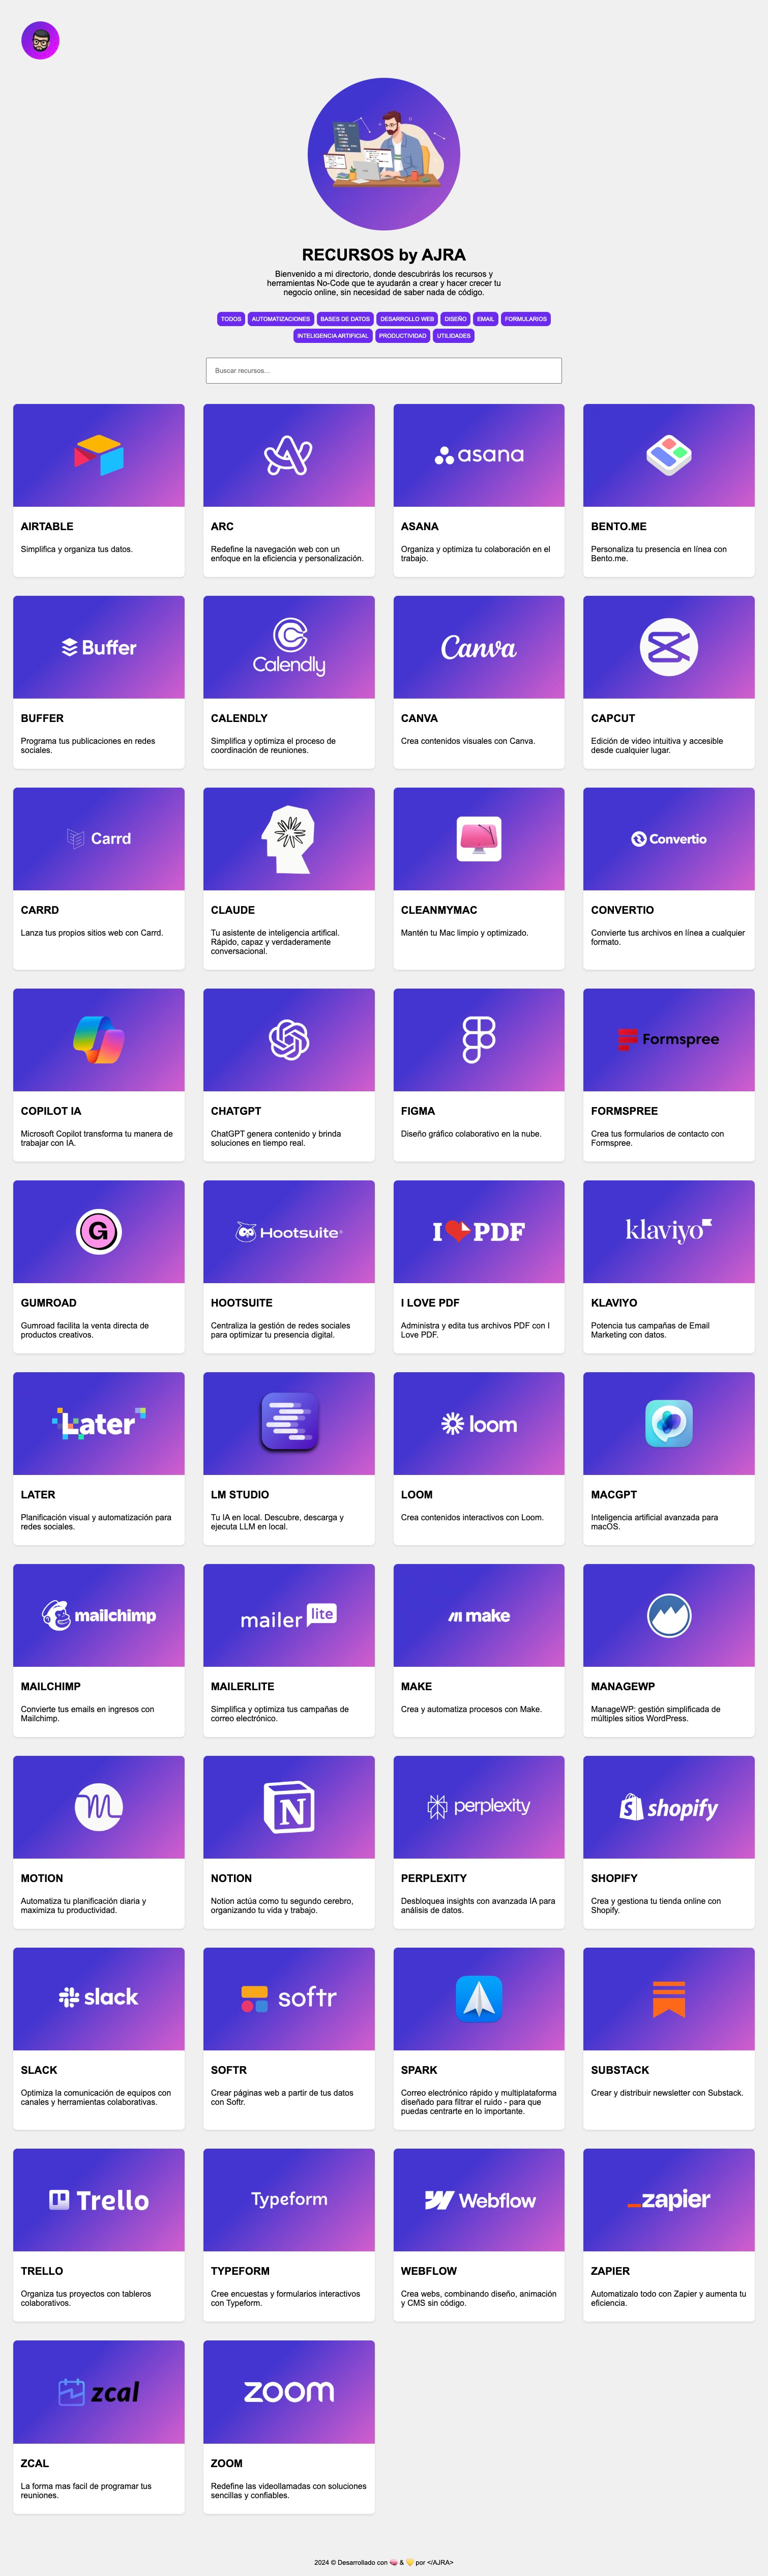 RECURSOS by AJRA
Bienvenido a mi directorio, donde descubrirás los recursos y
herramientas No-Code que te ayudarán a crear y hacer crecer tu
negocio online, sin necesidad de saber nada de código.
TODOS AUTOMATIZACIONES BASES DE DATOS DESARROLLO WEB DISEÑO EMAIL FORMULARIOS
INTELIGENCIA ARTIFICIAL PRODUCTIVIDAD UTILIDADES
Buscar recursos...
asana
AIRTABLE
Simplifica y organiza tus datos.
ARC
Redefine la navegación web con un
enfoque en la eficiencia y personalización.
ASANA
Organiza y optimiza tu colaboración en el
trabajo.
BENTO.ME
Personaliza tu presencia en línea con
Bento.me.
Buffer
Calendly
Canva
BUFFER
Programa tus publicaciones en redes
sociales.
CALENDLY
Simplifica y optimiza el proceso de
coordinación de reuniones.
CANVA
Crea contenidos visuales con Canva.
CAPCUT
Edición de video intuitiva y accesible
desde cualquier lugar.
Carrd
Convertio
CARRD
Lanza tus propios sitios web con Carrd.
CLAUDE
Tu asistente de inteligencia artifical.
Rápido, capaz y verdaderamente
conversacional.
CLEANMYMAC
Mantén tu Mac limpio y optimizado.
CONVERTIO
Convierte tus archivos en línea a cualquier
formato.
Formspree
COPILOT IA
Microsoft Copilot transforma tu manera de
trabajar con IA.
CHATGPT
ChatGPT genera contenido y brinda
soluciones en tiempo real.
FIGMA
Diseño gráfico colaborativo en la nube.
FORMSPREE
Crea tus formularios de contacto con
Formspree.
G
Hootsuite®
I PDF
klaviyo
GUMROAD
Gumroad facilita la venta directa de
productos creativos.
HOOTSUITE
Centraliza la gestión de redes sociales
para optimizar tu presencia digital.
I LOVE PDF
Administra y edita tus archivos PDF con I
Love PDF.
KLAVIYO
Potencia tus campañas de Email
Marketing con datos.
Later
loom
LATER
Planificación visual y automatización para
redes sociales.
LM STUDIO
Tu IA en local. Descubre, descarga y
ejecuta LLM en local.
LOOM
Crea contenidos interactivos con Loom.
MACGPT
Inteligencia artificial avanzada para
macOS.
mailchimp
mailer lite
make
MAILCHIMP
Convierte tus emails en ingresos con
Mailchimp.
MAILERLITE
Simplifica y optimiza tus campañas de
correo electrónico.
MAKE
Crea y automatiza procesos con Make.
MANAGEWP
ManageWP: gestión simplificada de
múltiples sitios WordPress.
N
perplexity
shopify
MOTION
Automatiza tu planificación diaria y
maximiza tu productividad.
NOTION
Notion actúa como tu segundo cerebro,
organizando tu vida y trabajo.
PERPLEXITY
Desbloquea insights con avanzada IA para
análisis de datos.
SHOPIFY
Crea y gestiona tu tienda online con
Shopify.
slack
softr
SLACK
Optimiza la comunicación de equipos con
canales y herramientas colaborativas.
SOFTR
Crear páginas web a partir de tus datos
con Softr.
SPARK
Correo electrónico rápido y multiplataforma
diseñado para filtrar el ruido - para que
puedas centrarte en lo importante.
SUBSTACK
Crear y distribuir newsletter con Substack.
Trello
Typeform
Webflow
_zapier
TRELLO
Organiza tus proyectos con tableros
colaborativos.
TYPEFORM
Cree encuestas y formularios interactivos
con Typeform.
WEBFLOW
Crea webs, combinando diseño, animación
y CMS sin código.
ZAPIER
Automatizalo todo con Zapier y aumenta tu
eficiencia.
zcal
zoom
ZCAL
La forma mas facil de programar tus
reuniones.
ZOOM
Redefine las videollamadas con soluciones
sencillas y confiables.
2024 © Desarrollado con 🧠 & 💛 por </AJRA>